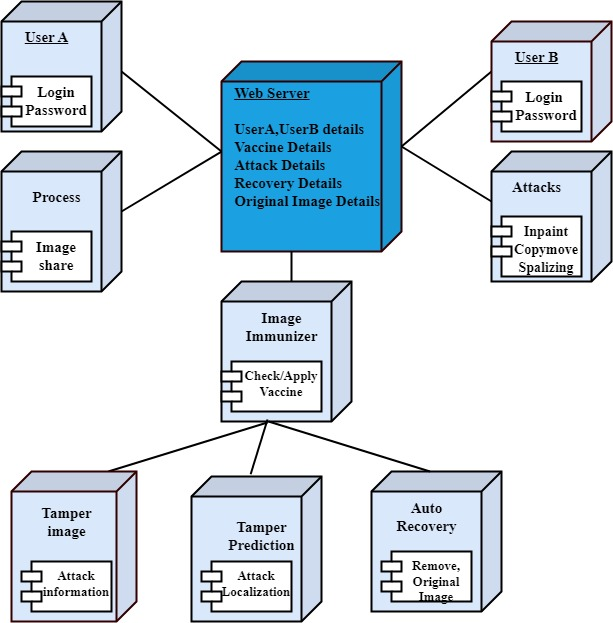 User A
Login
Password
Process
Image
share
Web Server
UserA,UserB details
Vaccine Details
Attack Details
Recovery Details
Original Image Details
User B
Login
Password
Attacks
Inpaint
Copymove
Spalizing
Image
Immunizer
Check/Apply
Vaccine
Tamper
image
Attack
information
Tamper
Prediction
Attack
Localization
Auto
Recovery
Remove,
Original
Image